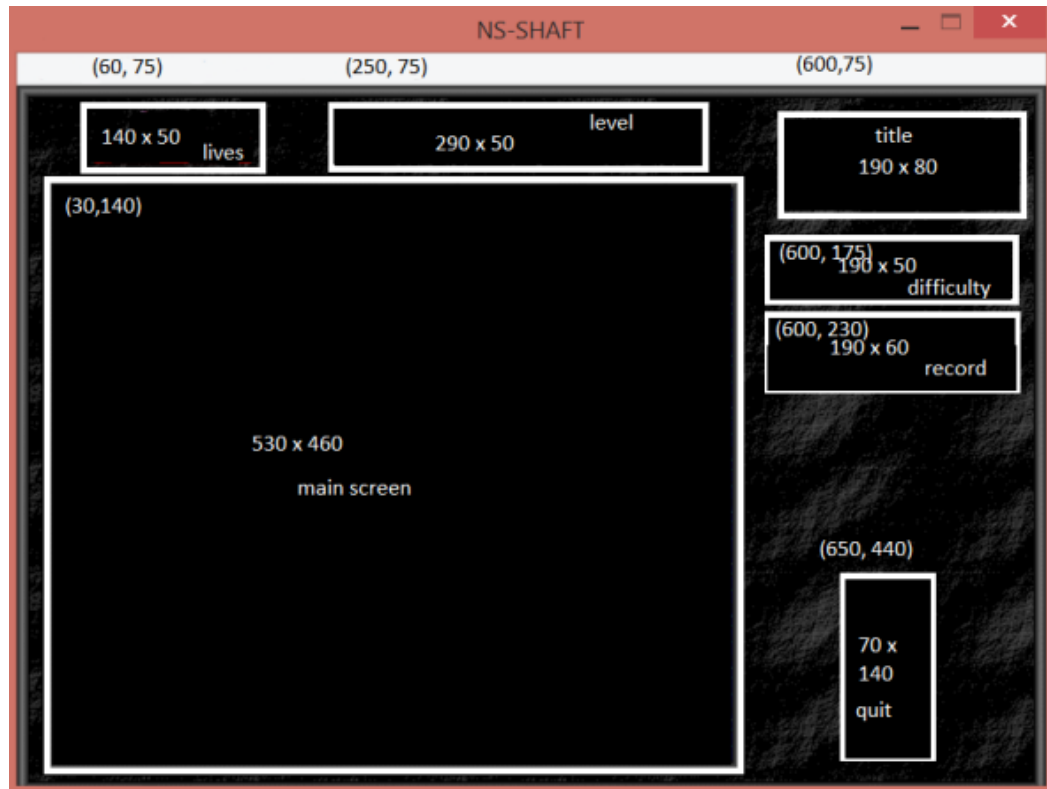 NS-SHAFT
(60, 75)
(250, 75)
(600,75)
140 x 50
lives
level
290 x 50
title
190 x 80
(30,140)
(600, 175)
190 x 50
difficulty
(600, 230)
190 x 60
record
530 x 460
main screen
(650, 440)
70 x
140
quit